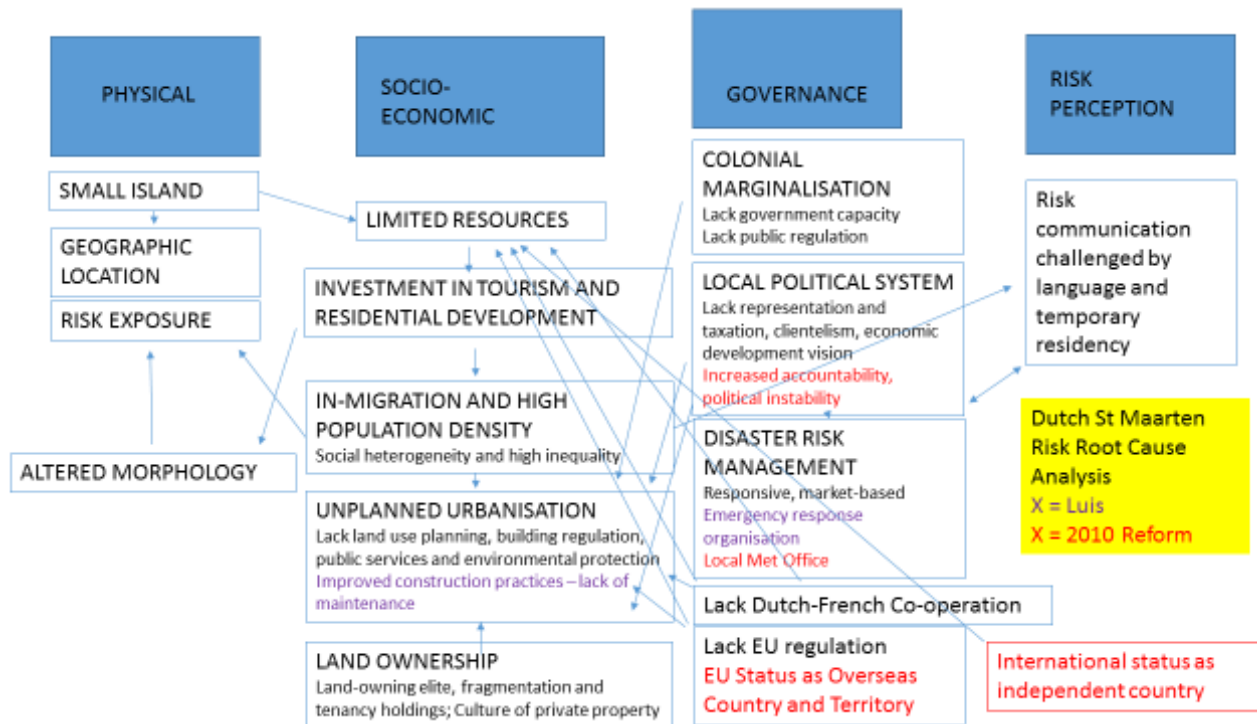 PHYSICAL
SOCIO-
ECONOMIC
GOVERNANCE
RISK
PERCEPTION
SMALL ISLAND
GEOGRAPHIC
LOCATION
RISK EXPOSURE
ALTERED MORPHOLOGY
LIMITED RESOURCES
INVESTMENT IN TOURISM AND
RESIDENTIAL DEVELOPMENT
IN-MIGRATION AND HIGH
POPULATION DENSITY
Social heterogeneity and high inequality
UNPLANNED URBANISATION
Lack land use planning, building regulation,
public services and environmental protection
Improved construction practices – lack of
maintenance
LAND OWNERSHIP
Land-owning elite, fragmentation and
tenancy holdings; Culture of private property
COLONIAL
MARGINALISATION
Lack government capacity
Lack public regulation
LOCAL POLITICAL SYSTEM
Lack representation and
taxation, clientelism, economic
development vision
Increased accountability,
political instability
DISASTER RISK
MANAGEMENT
Responsive, market-based
Emergency response
organisation
Local Met Office
Lack Dutch-French Co-operation
Lack EU regulation
EU Status as Overseas
Country and Territory
Risk
communication
challenged by
language and
temporary
residency
Dutch St Maarten
Risk Root Cause
Analysis
X = Luis
X = 2010 Reform
International status as
independent country